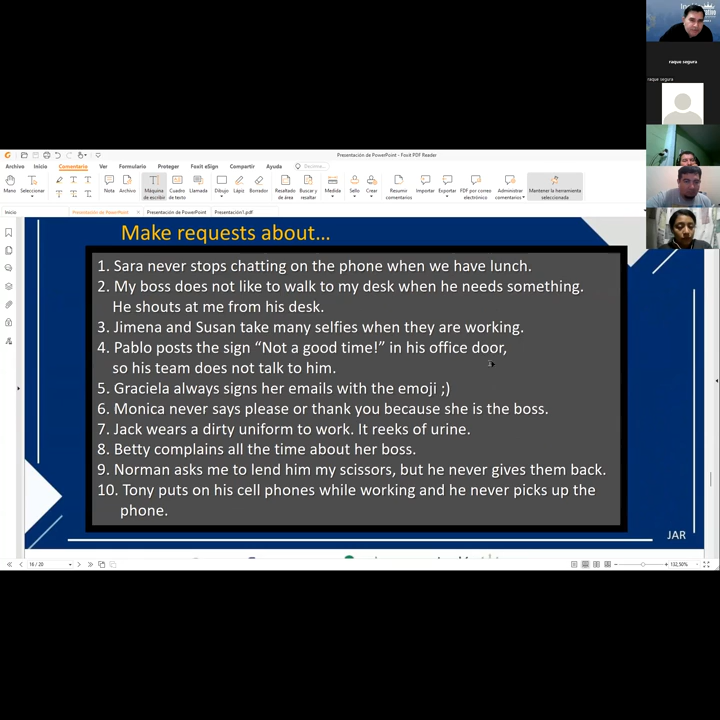 raque segura
raque segura
Presentación de PowerPoint - Foxit PDF Reader
Archivo Inicio Comentario Ver Formulario Proteger Foxit eSign Compartir Ayuda
Mano Seleccionar Nota Archivo Máquina de escribir Cuadro de texto Llamada Dibujo Lápiz Borrador Resaltado de área Buscar y resaltar Medida Sello Crear Resumir comentarios Importar Exportar PDF por correo electrónico Administrar comentarios Mantener la herramienta seleccionada
Inicio Presentación de PowerPoint Presentación de PowerPoint Presentación1.pdf
Make requests about...
1. Sara never stops chatting on the phone when we have lunch.
2. My boss does not like to walk to my desk when he needs something.
He shouts at me from his desk.
3. Jimena and Susan take many selfies when they are working.
4. Pablo posts the sign “Not a good time!” in his office door,
so his team does not talk to him.
5. Graciela always signs her emails with the emoji ;)
6. Monica never says please or thank you because she is the boss.
7. Jack wears a dirty uniform to work. It reeks of urine.
8. Betty complains all the time about her boss.
9. Norman asks me to lend him my scissors, but he never gives them back.
10. Tony puts on his cell phones while working and he never picks up the
phone.
JAR
16 / 20
132,50%